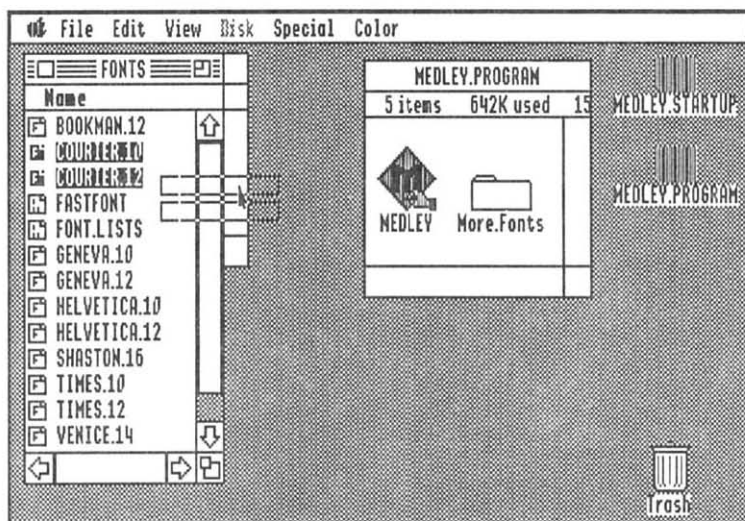 File Edit View Disk Special Color
FONTS
Name
BOOKMAN.12
COURIER.10
COURIER.12
FASTFONT
FONT.LISTS
GENEVA.10
GENEVA.12
HELVETICA.10
HELVETICA.12
SHASTON.16
TIMES.10
TIMES.12
VENICE.14
MEDLEY.PROGRAM
5 items 642K used 15
MEDLEY More.Fonts
MEDLEY.STARTUP
MEDLEY.PROGRAM
Trash